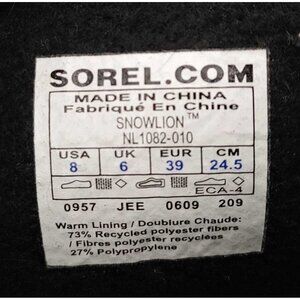 SOREL.COM
MADE IN CHINA
Fabriqué En Chine
SNOWLION™
NL1082-010
USA UK EUR CM
8 6 39 24.5
ECA-4
0957 JEE 0609 209
Warm Lining / Doublure Chaude:
73% Recycled polyester fibers
/ Fibres polyester recyclées
27% Polypropylene